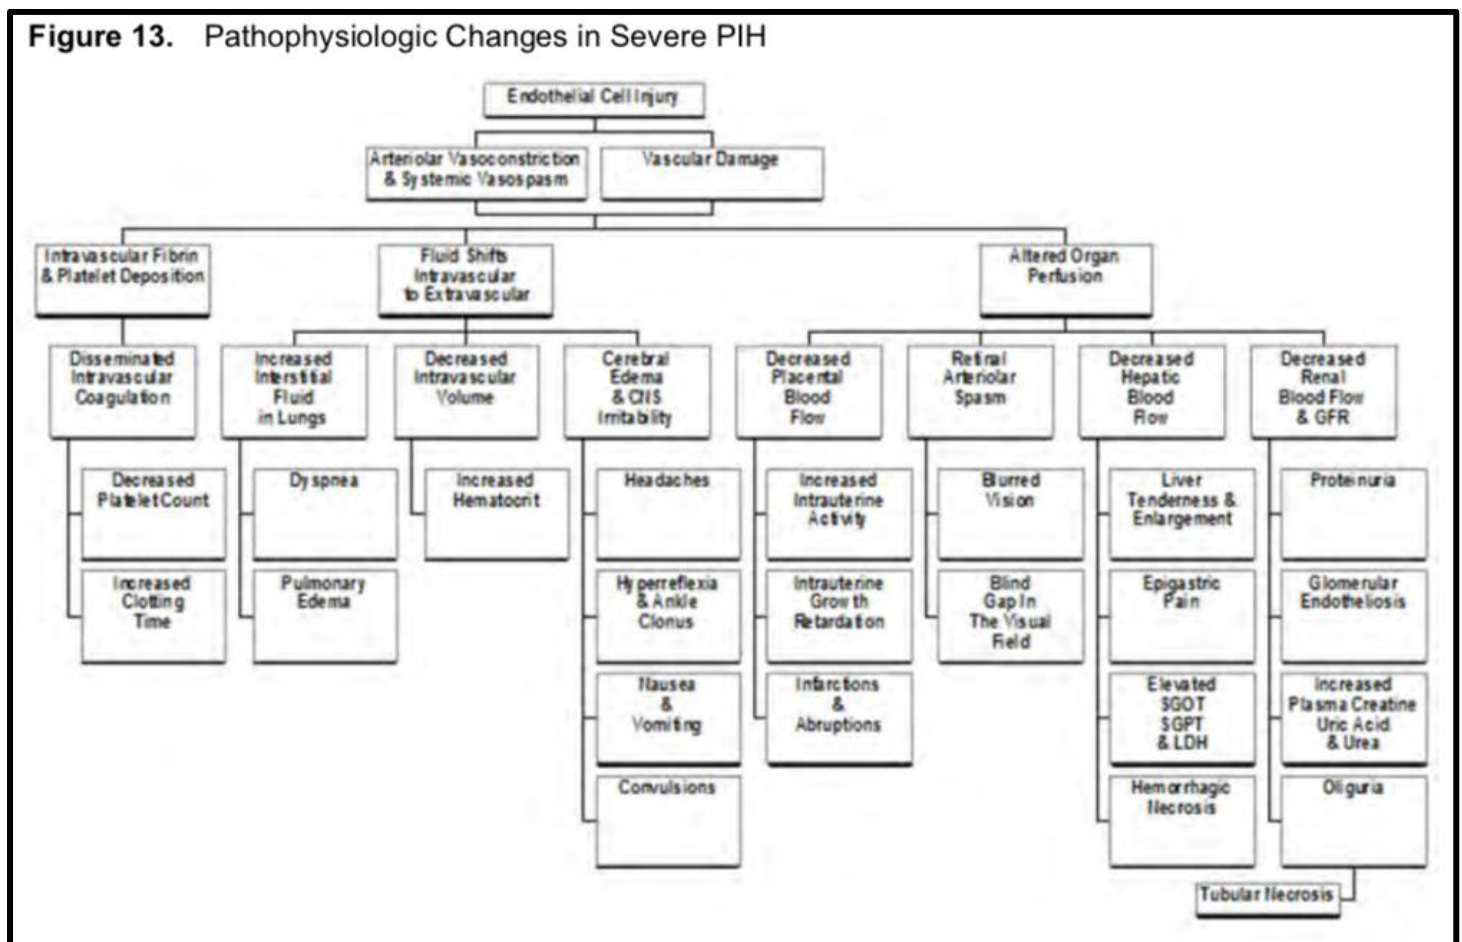 Figure 13. Pathophysiologic Changes in Severe PIH
Endothelial Cell Injury
Arteriolar Vasoconstriction
& Systemic Vasospasm
Vascular Damage
Intravascular Fibrin
& Platelet Deposition
Fluid Shifts
Intravascular
to Extravascular
Altered Organ
Perfusion
Disseminated
Intravascular
Coagulation
Increased
Interstitial
Fluid
in Lungs
Decreased
Intravascular
Volume
Cerebral
Edema
& CNS
Irritability
Decreased
Placental
Blood
Flow
Retinal
Arteriolar
Spasm
Decreased
Hepatic
Blood
Flow
Decreased
Renal
Blood Flow
& GFR
Decreased
Platelet Count
Dyspnea
Increased
Hematocrit
Headaches
Increased
Intrauterine
Activity
Blurred
Vision
Liver
Tenderness &
Enlargement
Proteinuria
Increased
Clotting
Time
Pulmonary
Edema
Hyperreflexia
& Ankle
Clonus
Intrauterine
Growth
Retardation
Blind
Gap In
The Visual
Field
Epigastric
Pain
Glomerular
Endotheliosis
Nausea
&
Vomiting
Infarctions
&
Abruptions
Elevated
SGOT
SGPT
& LDH
Increased
Plasma Creatine
Uric Acid
& Urea
Convulsions
Hemorrhagic
Necrosis
Oliguria
Tubular Necrosis